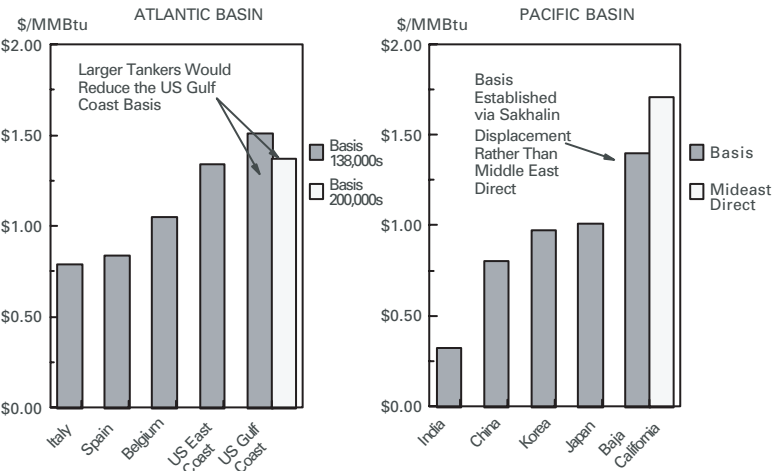 ATLANTIC BASIN
$/MMBtu
$2.00
$1.50
$1.00
$0.50
$0.00
Larger Tankers Would
Reduce the US Gulf
Coast Basis
Basis
138,000s
Basis
200,000s
Italy
Spain
Belgium
US East
Coast
US Gulf
Coast
PACIFIC BASIN
$/MMBtu
$2.00
$1.50
$1.00
$0.50
$0.00
Basis
Established
via Sakhalin
Displacement
Rather Than
Middle East
Direct
Basis
Mideast
Direct
India
China
Korea
Japan
Baja
California